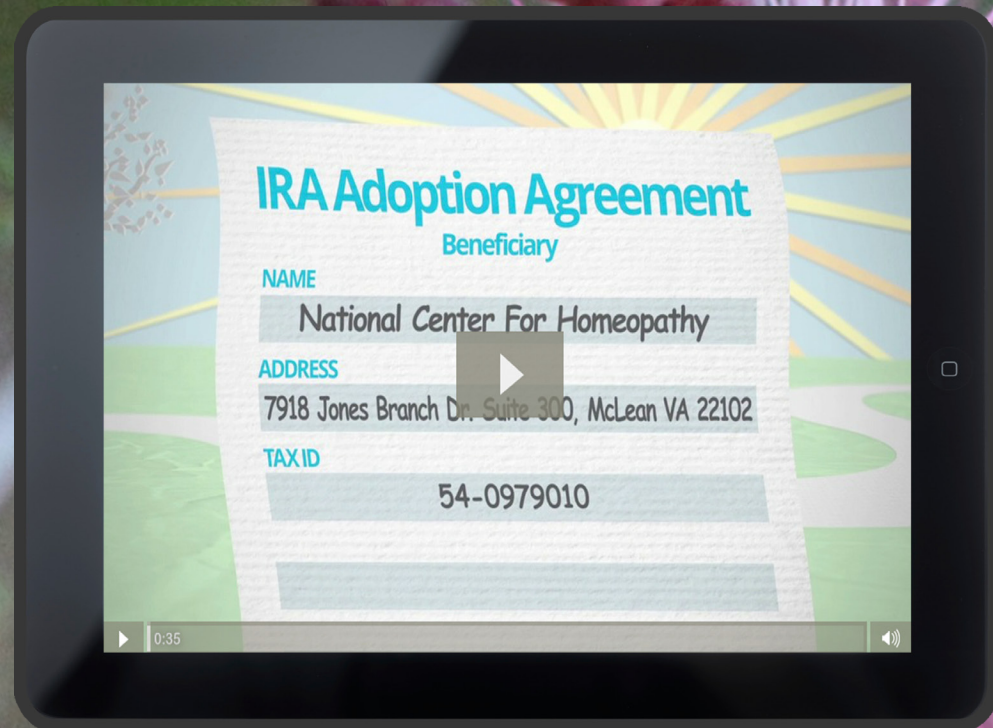 IRA Adoption Agreement
Beneficiary
NAME
National Center For Homeopathy
ADDRESS
7918 Jones Branch Dr. Suite 300, McLean VA 22102
TAX ID
54-0979010
0:35